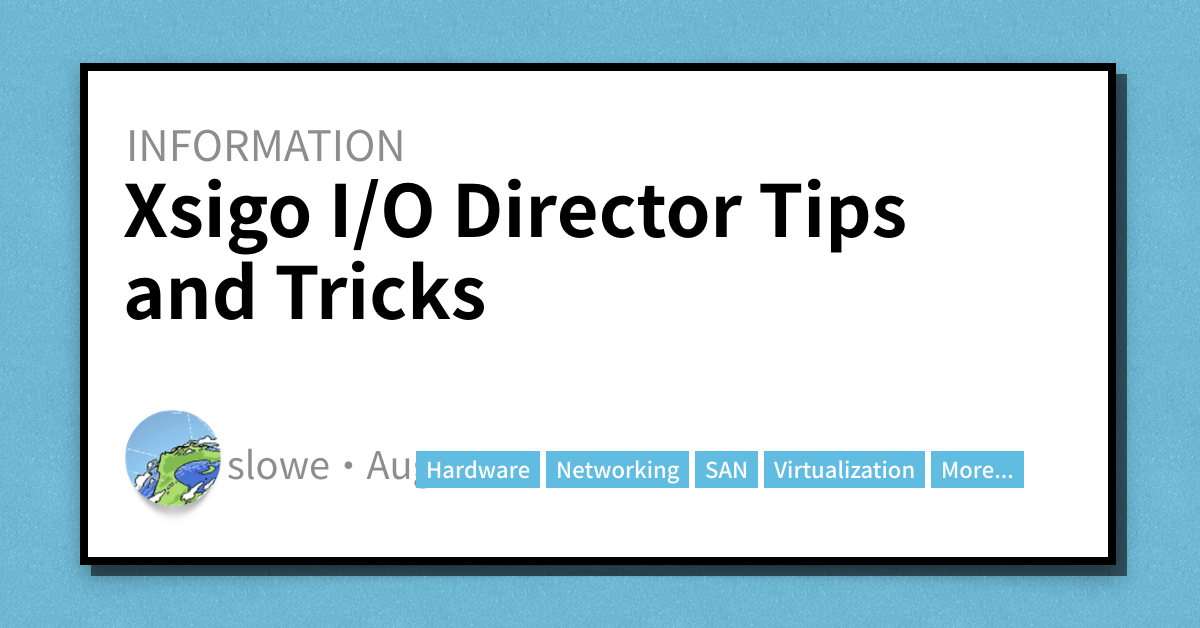 INFORMATION
Xsigo I/O Director Tips
and Tricks
slowe • Hardware Networking SAN Virtualization More...